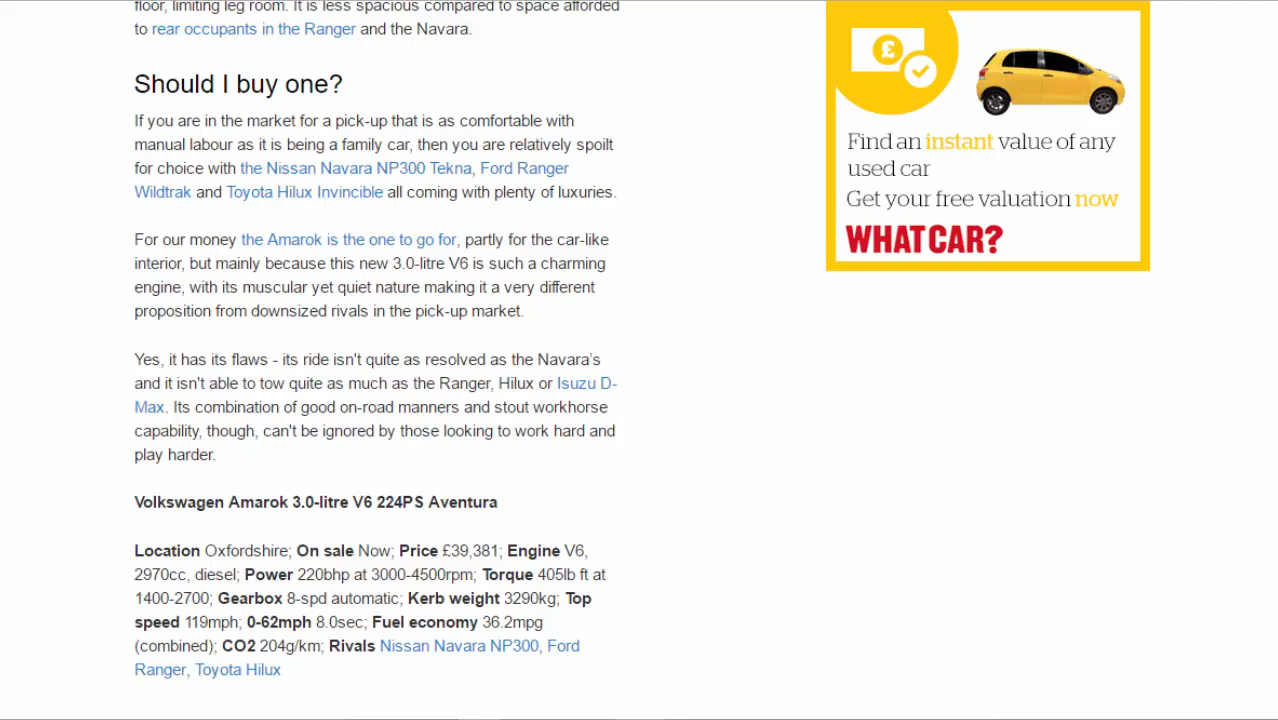 floor, limiting leg room. It is less spacious compared to space afforded
to rear occupants in the Ranger and the Navara.
Should I buy one?
If you are in the market for a pick-up that is as comfortable with
manual labour as it is being a family car, then you are relatively spoilt
for choice with the Nissan Navara NP300 Tekna, Ford Ranger
Wildtrak and Toyota Hilux Invincible all coming with plenty of luxuries.
For our money the Amarok is the one to go for, partly for the car-like
interior, but mainly because this new 3.0-litre V6 is such a charming
engine, with its muscular yet quiet nature making it a very different
proposition from downsized rivals in the pick-up market.
Yes, it has its flaws - its ride isn't quite as resolved as the Navara's
and it isn't able to tow quite as much as the Ranger, Hilux or Isuzu D-
Max. Its combination of good on-road manners and stout workhorse
capability, though, can't be ignored by those looking to work hard and
play harder.
Volkswagen Amarok 3.0-litre V6 224PS Aventura
Location Oxfordshire; On sale Now; Price £39,381; Engine V6,
2970cc, diesel; Power 220bhp at 3000-4500rpm; Torque 405lb ft at
1400-2700; Gearbox 8-spd automatic; Kerb weight 3290kg; Top
speed 119mph; 0-62mph 8.0sec; Fuel economy 36.2mpg
(combined); CO2 204g/km; Rivals Nissan Navara NP300, Ford
Ranger, Toyota Hilux
£
Find an instant value of any
used car
Get your free valuation now
WHAT CAR?